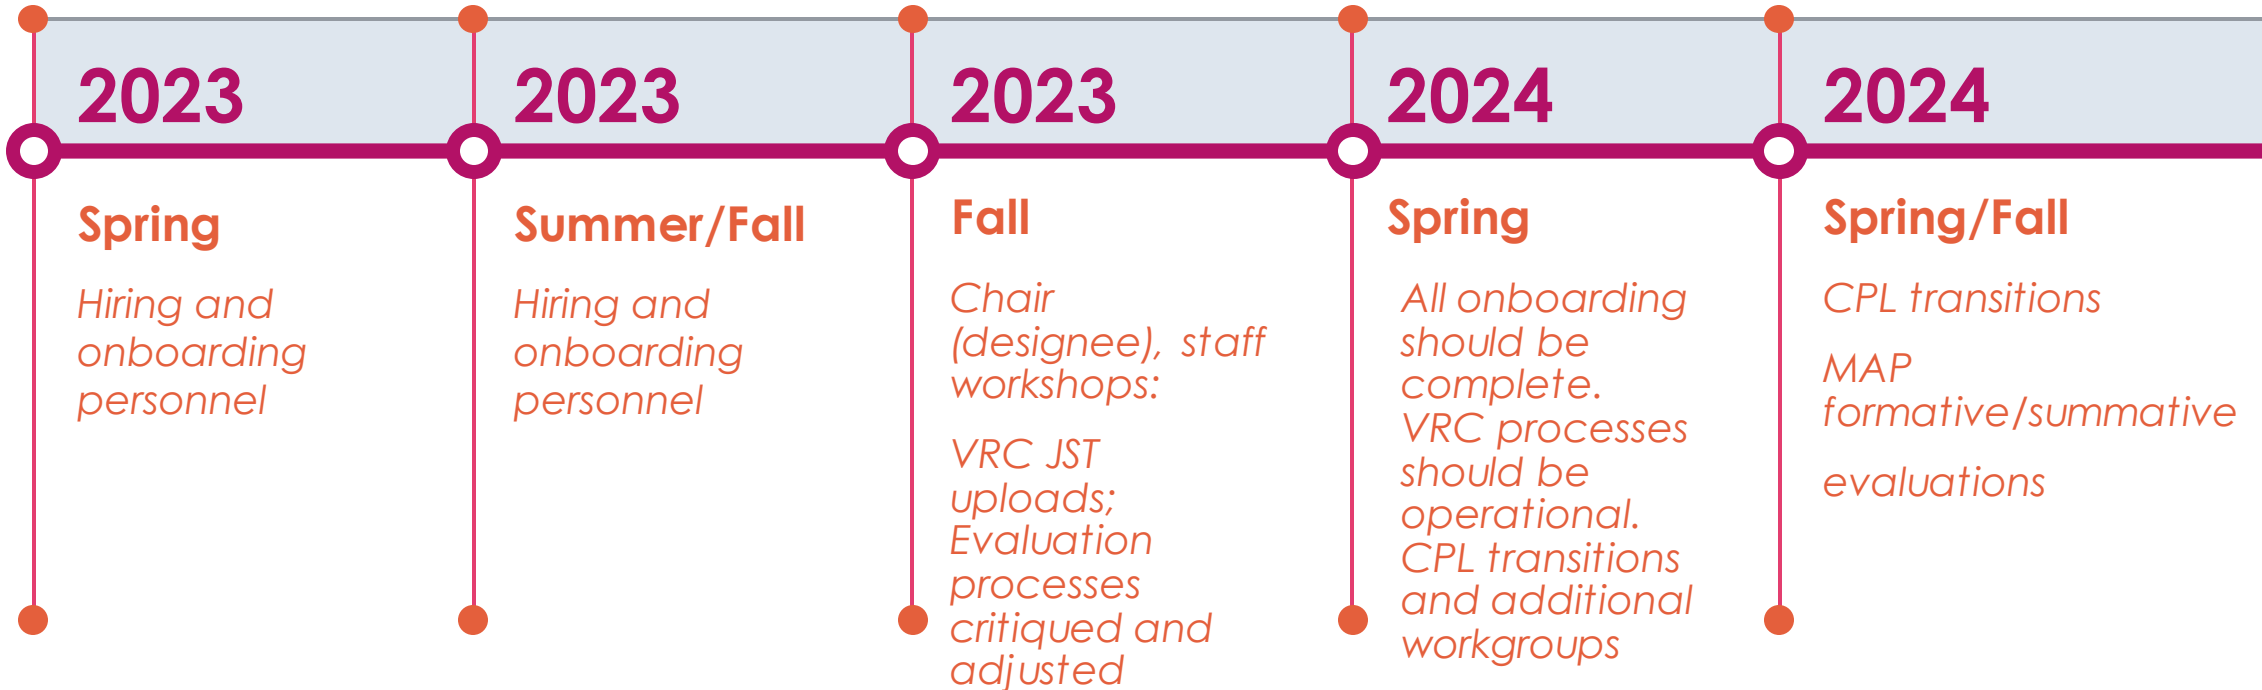 2023
Spring
Hiring and
onboarding
personnel
2023
Summer/Fall
Hiring and
onboarding
personnel
2023
Fall
Chair
(designee), staff
workshops:
VRC JST
uploads;
Evaluation
processes
critiqued and
adjusted
2024
Spring
All onboarding
should be
complete.
VRC processes
should be
operational.
CPL transitions
and additional
workgroups
2024
Spring/Fall
CPL transitions
MAP
formative/summative
evaluations